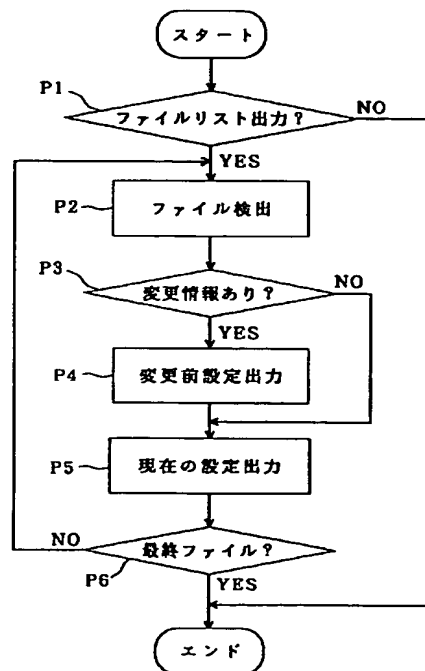 スタート
P1
ファイルリスト出力？
NO
YES
P2
ファイル検出
P3
変更情報あり？
NO
YES
P4
変更前設定出力
P5
現在の設定出力
NO
最終ファイル？
P6
YES
エンド